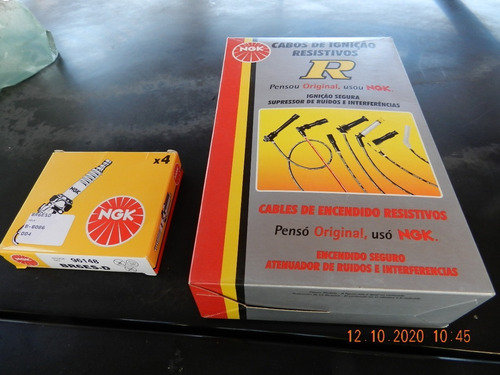 NGK
CABOS DE IGNIÇÃO
RESISTIVOS
R
Pensou Original, usou NGK.
IGNIÇÃO SEGURA
SUPRESSOR DE RUIDOS E INTERFERÊNCIAS
CABLES DE ENCENDIDO RESISTIVOS
Pensó Original, usó NGK.
ENCENDIDO SEGURO
ATENUADOR DE RUIDOS E INTERFERENCIAS
x4
NGK
96148
BR6ES-D
12.10.2020 10:45